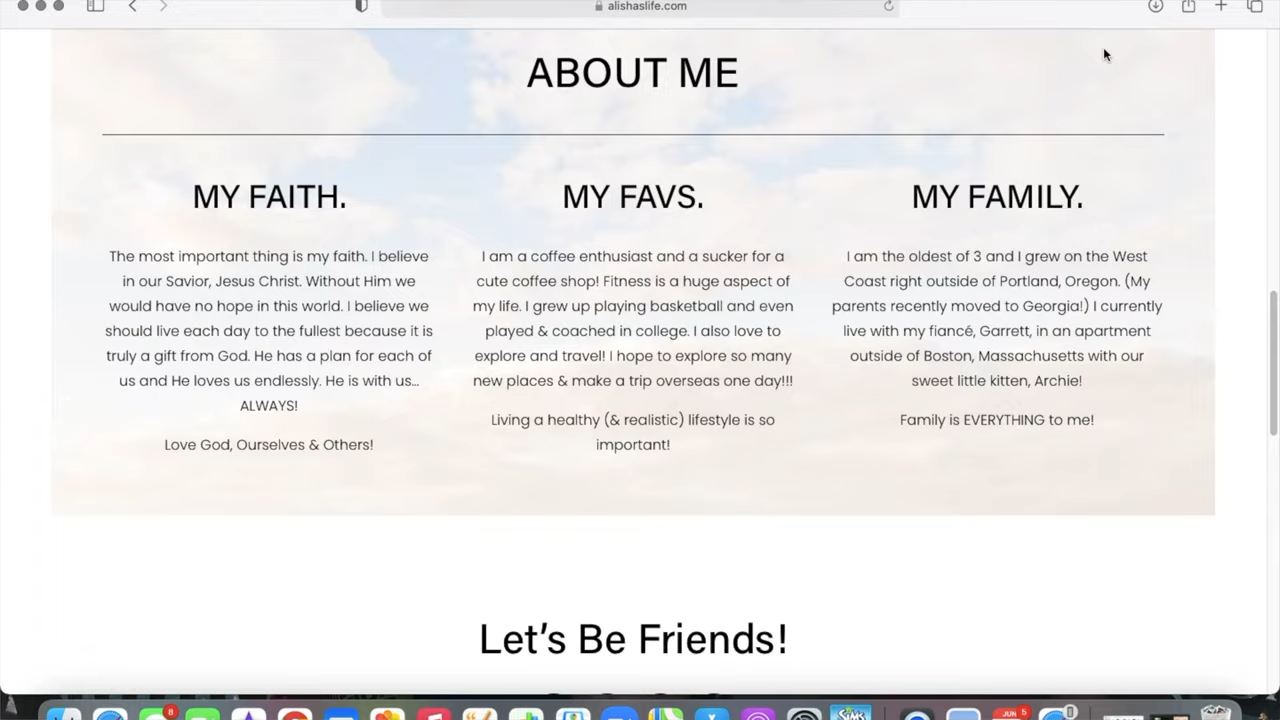 alishaslife.com
ABOUT ME
MY FAITH.
The most important thing is my faith. I believe
in our Savior, Jesus Christ. Without Him we
would have no hope in this world. I believe we
should live each day to the fullest because it is
truly a gift from God. He has a plan for each of
us and He loves us endlessly. He is with us...
ALWAYS!
Love God, Ourselves & Others!
MY FAVS.
I am a coffee enthusiast and a sucker for a
cute coffee shop! Fitness is a huge aspect of
my life. I grew up playing basketball and even
played & coached in college. I also love to
explore and travel! I hope to explore so many
new places & make a trip overseas one day!!!
Living a healthy (& realistic) lifestyle is so
important!
MY FAMILY.
I am the oldest of 3 and I grew on the West
Coast right outside of Portland, Oregon. (My
parents recently moved to Georgia!) I currently
live with my fiancé, Garrett, in an apartment
outside of Boston, Massachusetts with our
sweet little kitten, Archie!
Family is EVERYTHING to me!
Let's Be Friends!
8
SIMS
JUN 5